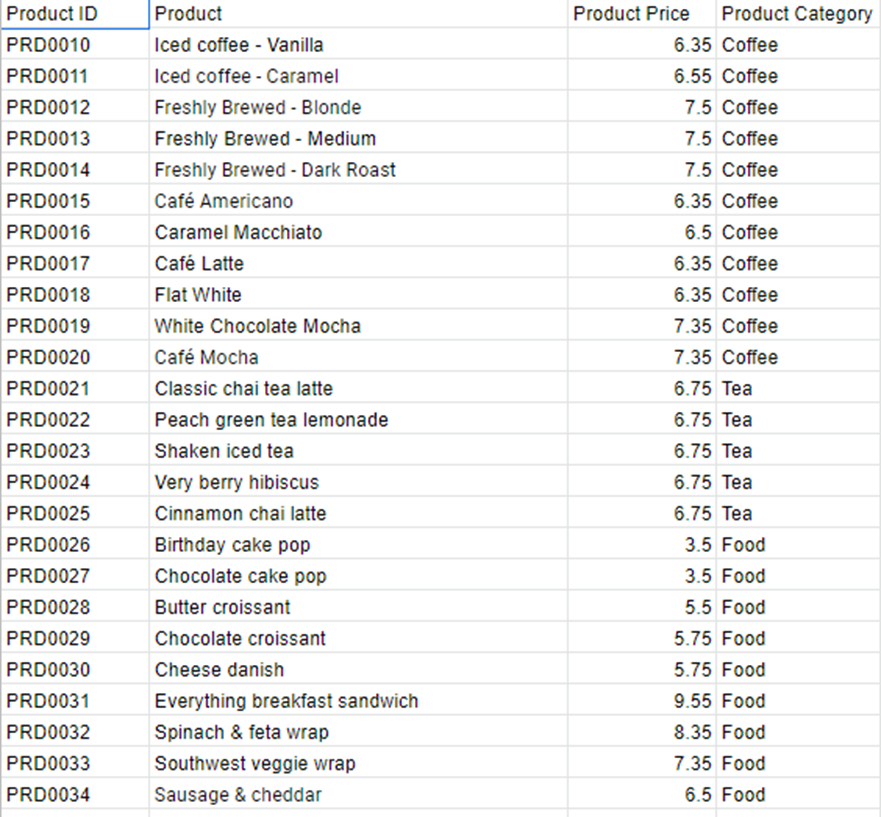 Product ID Product Product Price Product Category
PRD0010 Iced coffee - Vanilla 6.35 Coffee
PRD0011 Iced coffee - Caramel 6.55 Coffee
PRD0012 Freshly Brewed - Blonde 7.5 Coffee
PRD0013 Freshly Brewed - Medium 7.5 Coffee
PRD0014 Freshly Brewed - Dark Roast 7.5 Coffee
PRD0015 Café Americano 6.35 Coffee
PRD0016 Caramel Macchiato 6.5 Coffee
PRD0017 Café Latte 6.35 Coffee
PRD0018 Flat White 6.35 Coffee
PRD0019 White Chocolate Mocha 7.35 Coffee
PRD0020 Café Mocha 7.35 Coffee
PRD0021 Classic chai tea latte 6.75 Tea
PRD0022 Peach green tea lemonade 6.75 Tea
PRD0023 Shaken iced tea 6.75 Tea
PRD0024 Very berry hibiscus 6.75 Tea
PRD0025 Cinnamon chai latte 6.75 Tea
PRD0026 Birthday cake pop 3.5 Food
PRD0027 Chocolate cake pop 3.5 Food
PRD0028 Butter croissant 5.5 Food
PRD0029 Chocolate croissant 5.75 Food
PRD0030 Cheese danish 5.75 Food
PRD0031 Everything breakfast sandwich 9.55 Food
PRD0032 Spinach & feta wrap 8.35 Food
PRD0033 Southwest veggie wrap 7.35 Food
PRD0034 Sausage & cheddar 6.5 Food